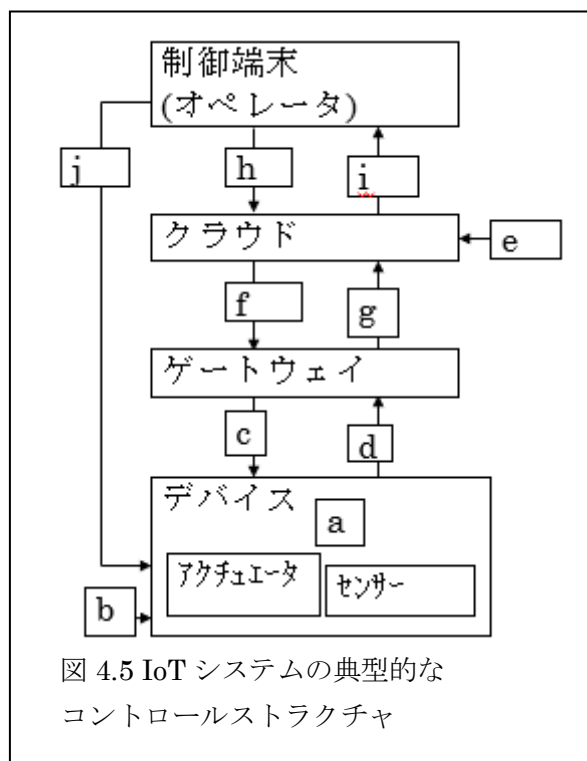 制御端末
(オペレータ)
j
h
i
クラウド
e
f
g
ゲートウェイ
c
d
デバイス
a
アクチュエータ
センサー
b
図 4.5 IoT システムの典型的な
コントロールストラクチャ